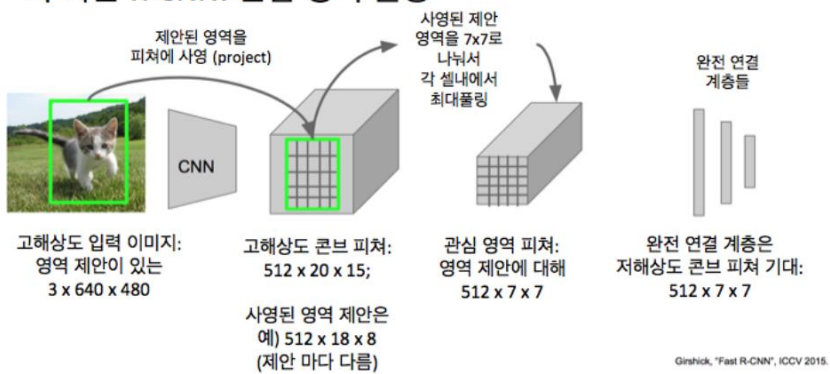 제안된 영역을
피쳐에 사영 (project)
사영된 제안
영역을 7x7로
나눠서
각 셀내에서
최대풀링
완전 연결
계층들
CNN
고해상도 입력 이미지:
영역 제안이 있는
3 x 640 x 480
고해상도 콘브 피쳐:
512 x 20 x 15;
사영된 영역 제안은
예) 512 x 18 x 8
(제안 마다 다름)
관심 영역 피쳐:
영역 제안에 대해
512 x 7 x 7
완전 연결 계층은
저해상도 콘브 피쳐 기대:
512 x 7 x 7
Girshick, "Fast R-CNN", ICCV 2015.